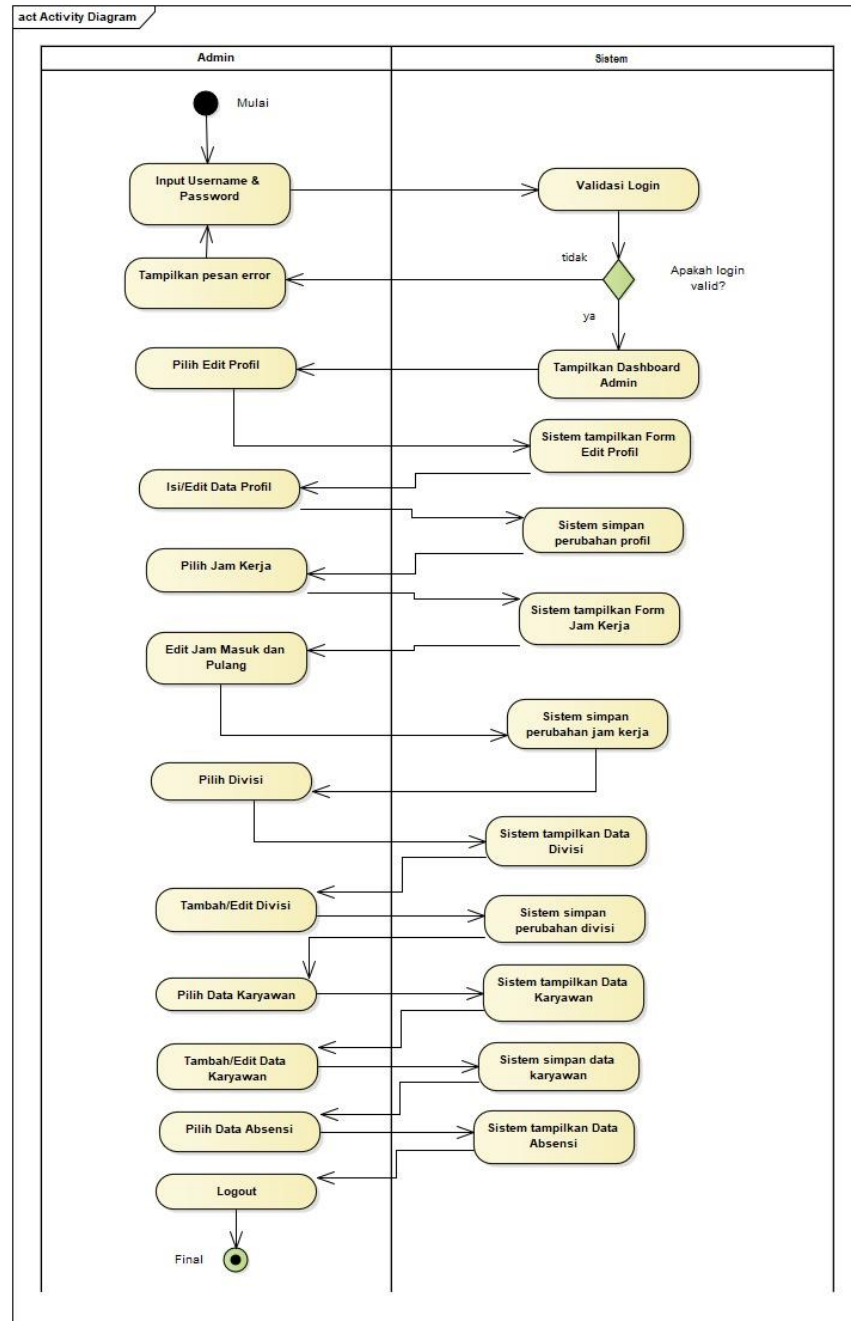 act Activity Diagram
Admin
Sistem
Mulai
Input Username &
Password
Validasi Login
tidak
Apakah login
valid?
Tampilkan pesan error
ya
Pilih Edit Profil
Tampilkan Dashboard
Admin
Sistem tampilkan Form
Edit Profil
Isi/Edit Data Profil
Sistem simpan
perubahan profil
Pilih Jam Kerja
Sistem tampilkan Form
Jam Kerja
Edit Jam Masuk dan
Pulang
Sistem simpan
perubahan jam kerja
Pilih Divisi
Sistem tampilkan Data
Divisi
Tambah/Edit Divisi
Sistem simpan
perubahan divisi
Pilih Data Karyawan
Sistem tampilkan Data
Karyawan
Tambah/Edit Data
Karyawan
Sistem simpan data
karyawan
Pilih Data Absensi
Sistem tampilkan Data
Absensi
Logout
Final